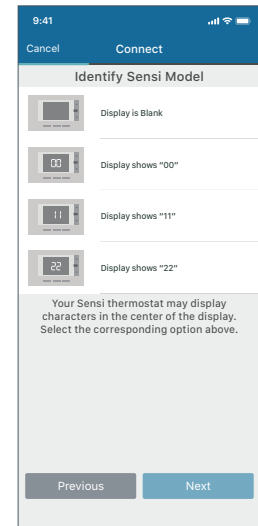 9:41
Cancel Connect
Identify Sensi Model
Display is Blank
00 Display shows "00"
11 Display shows "11"
22 Display shows "22"
Your Sensi thermostat may display
characters in the center of the display.
Select the corresponding option above.
Previous Next